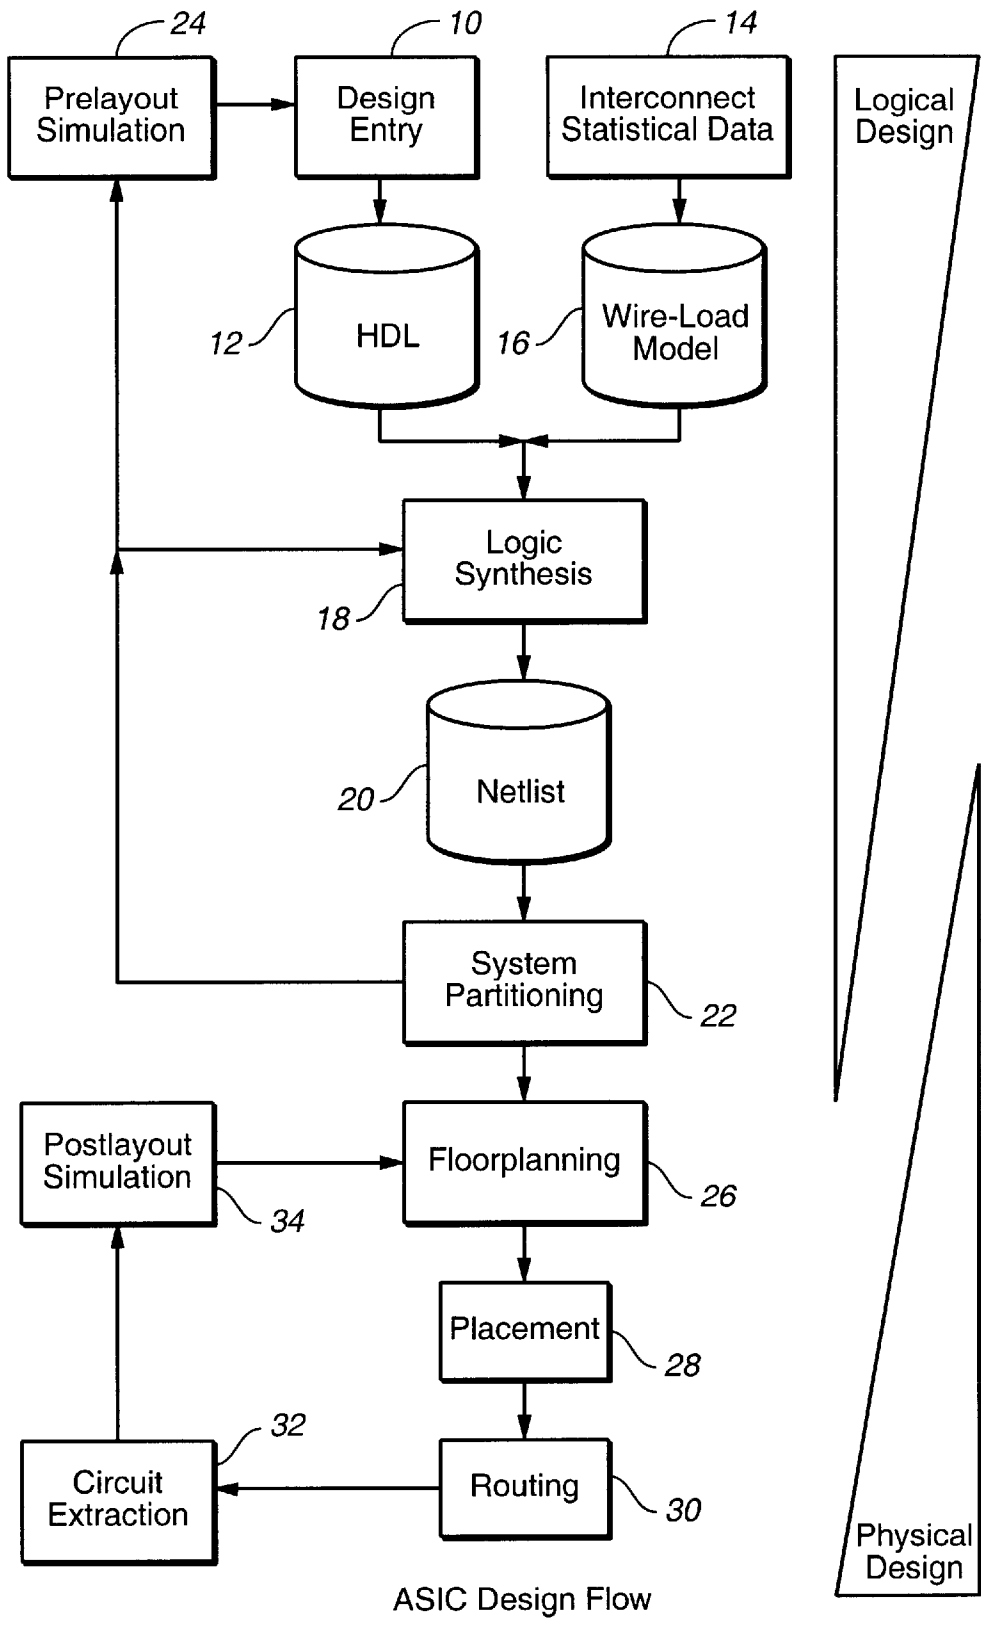 24
10
14
Prelayout
Simulation
Design
Entry
Interconnect
Statistical Data
Logical
Design
12
HDL
16
Wire-Load
Model
Logic
Synthesis
18
20
Netlist
System
Partitioning
22
Postlayout
Simulation
34
Floorplanning
26
Placement
28
32
Circuit
Extraction
Routing
30
Physical
Design
ASIC Design Flow